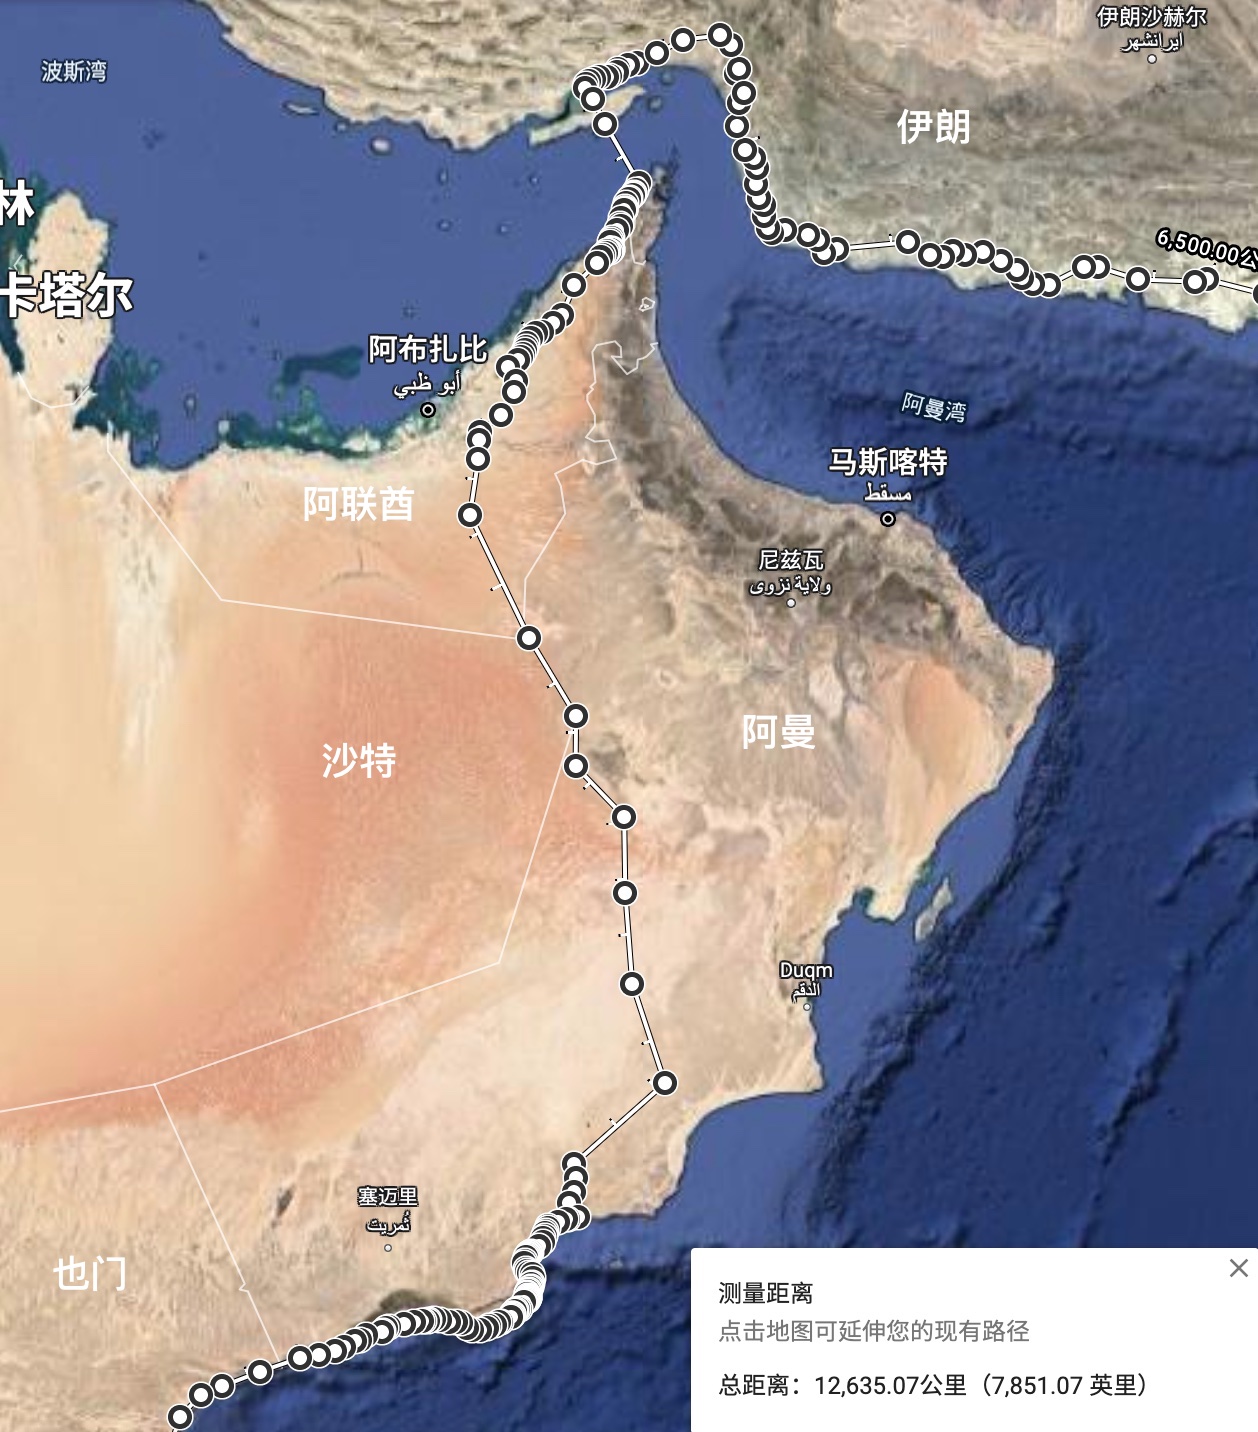 伊朗沙赫尔
ایرانشهر
波斯湾
伊朗
林
6,500.00公
卡塔尔
阿布扎比
أبو ظبي
阿曼湾
马斯喀特
مسقط
阿联酋
尼兹瓦
ولاية نزوى
阿曼
沙特
Duqm
الدقم
塞迈里
ثمريت
也门
测量距离
点击地图可延伸您的现有路径
总距离：12,635.07公里（7,851.07 英里）